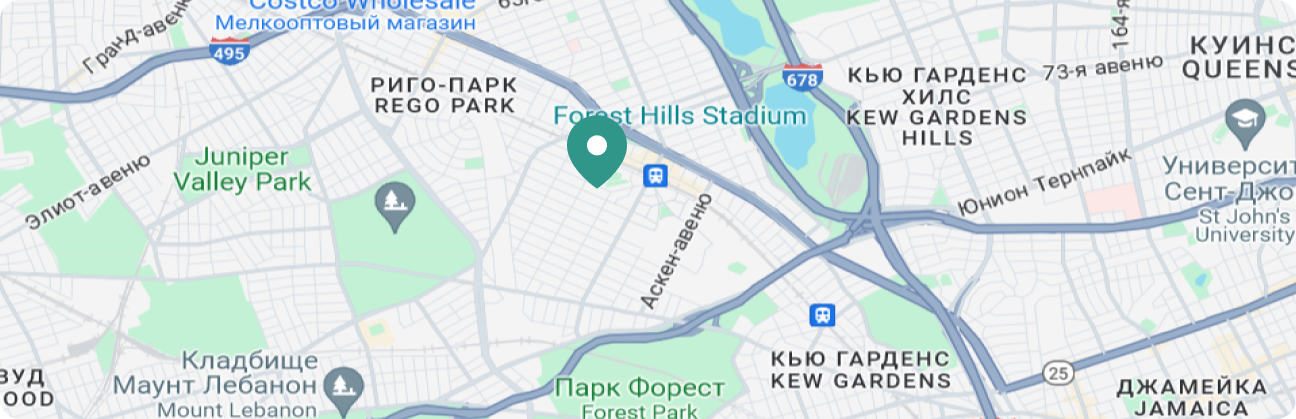 Costco Wholesale
Мелкооптовый магазин
Гранд-авеню
495
63я
РИГО-ПАРК
REGO PARK
Forest Hills Stadium
678
КЬЮ ГАРДЕНС
ХИЛС
KEW GARDENS
HILLS
73-я авеню
164-я
КУИНС
QUEENS
Juniper
Valley Park
Элиот-авеню
Аскен-авеню
Юнион Тернпайк
Университ
Сент-Джо
St John's
University
Кладбище
Маунт Лебанон
Mount Lebanon
ВУД
OOD
Парк Форест
Forest Park
КЬЮ ГАРДЕНС
KEW GARDENS
25
ДЖАМЕЙКА
JAMAICA